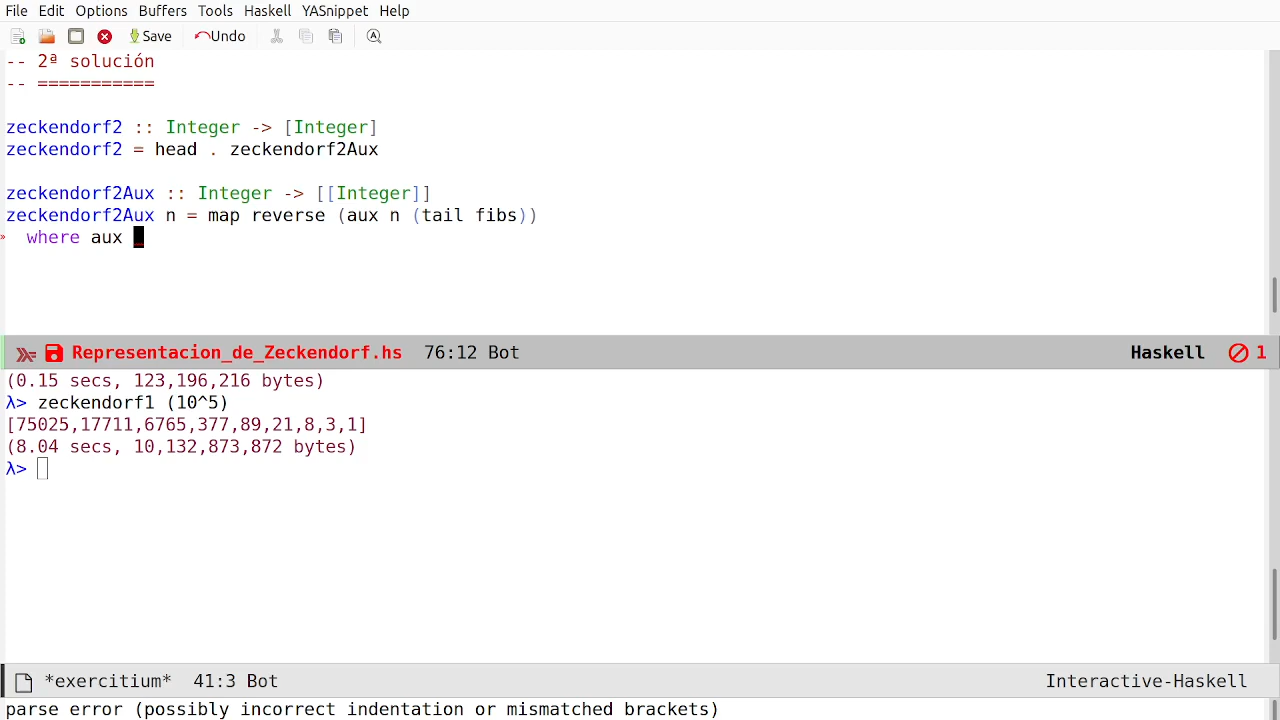 File Edit Options Buffers Tools Haskell YASnippet Help
Save Undo
-- 2ª solución
-- ===========
zeckendorf2 :: Integer -> [Integer]
zeckendorf2 = head . zeckendorf2Aux
zeckendorf2Aux :: Integer -> [[Integer]]
zeckendorf2Aux n = map reverse (aux n (tail fibs))
where aux _
Representacion_de_Zeckendorf.hs 76:12 Bot Haskell 1
(0.15 secs, 123,196,216 bytes)
λ> zeckendorf1 (10^5)
[75025,17711,6765,377,89,21,8,3,1]
(8.04 secs, 10,132,873,872 bytes)
λ>
*exercitium* 41:3 Bot Interactive-Haskell
parse error (possibly incorrect indentation or mismatched brackets)